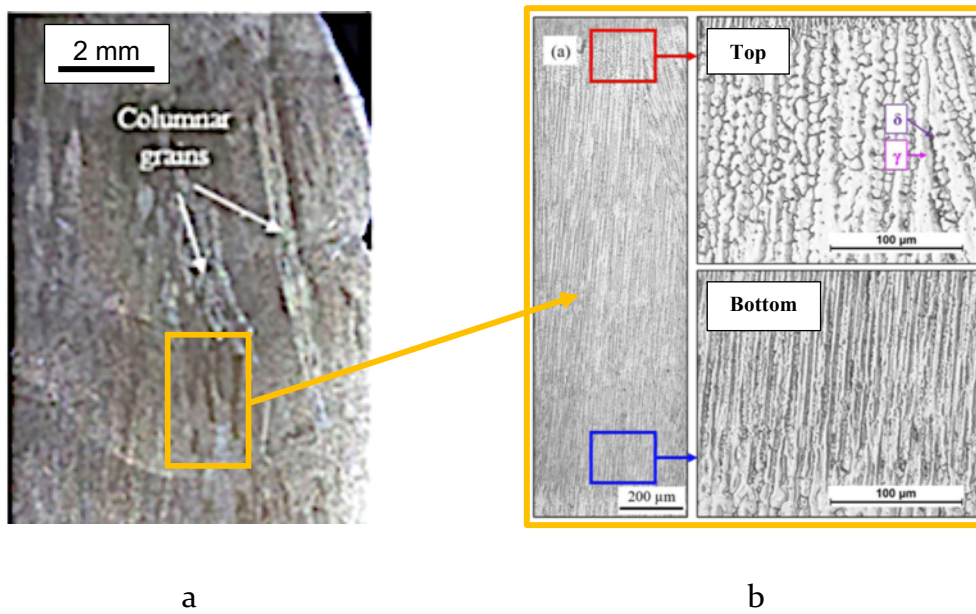 2 mm
Columnar
grains
(a)
Top
δ
γ
100 μm
Bottom
200 μm
100 μm
a
b